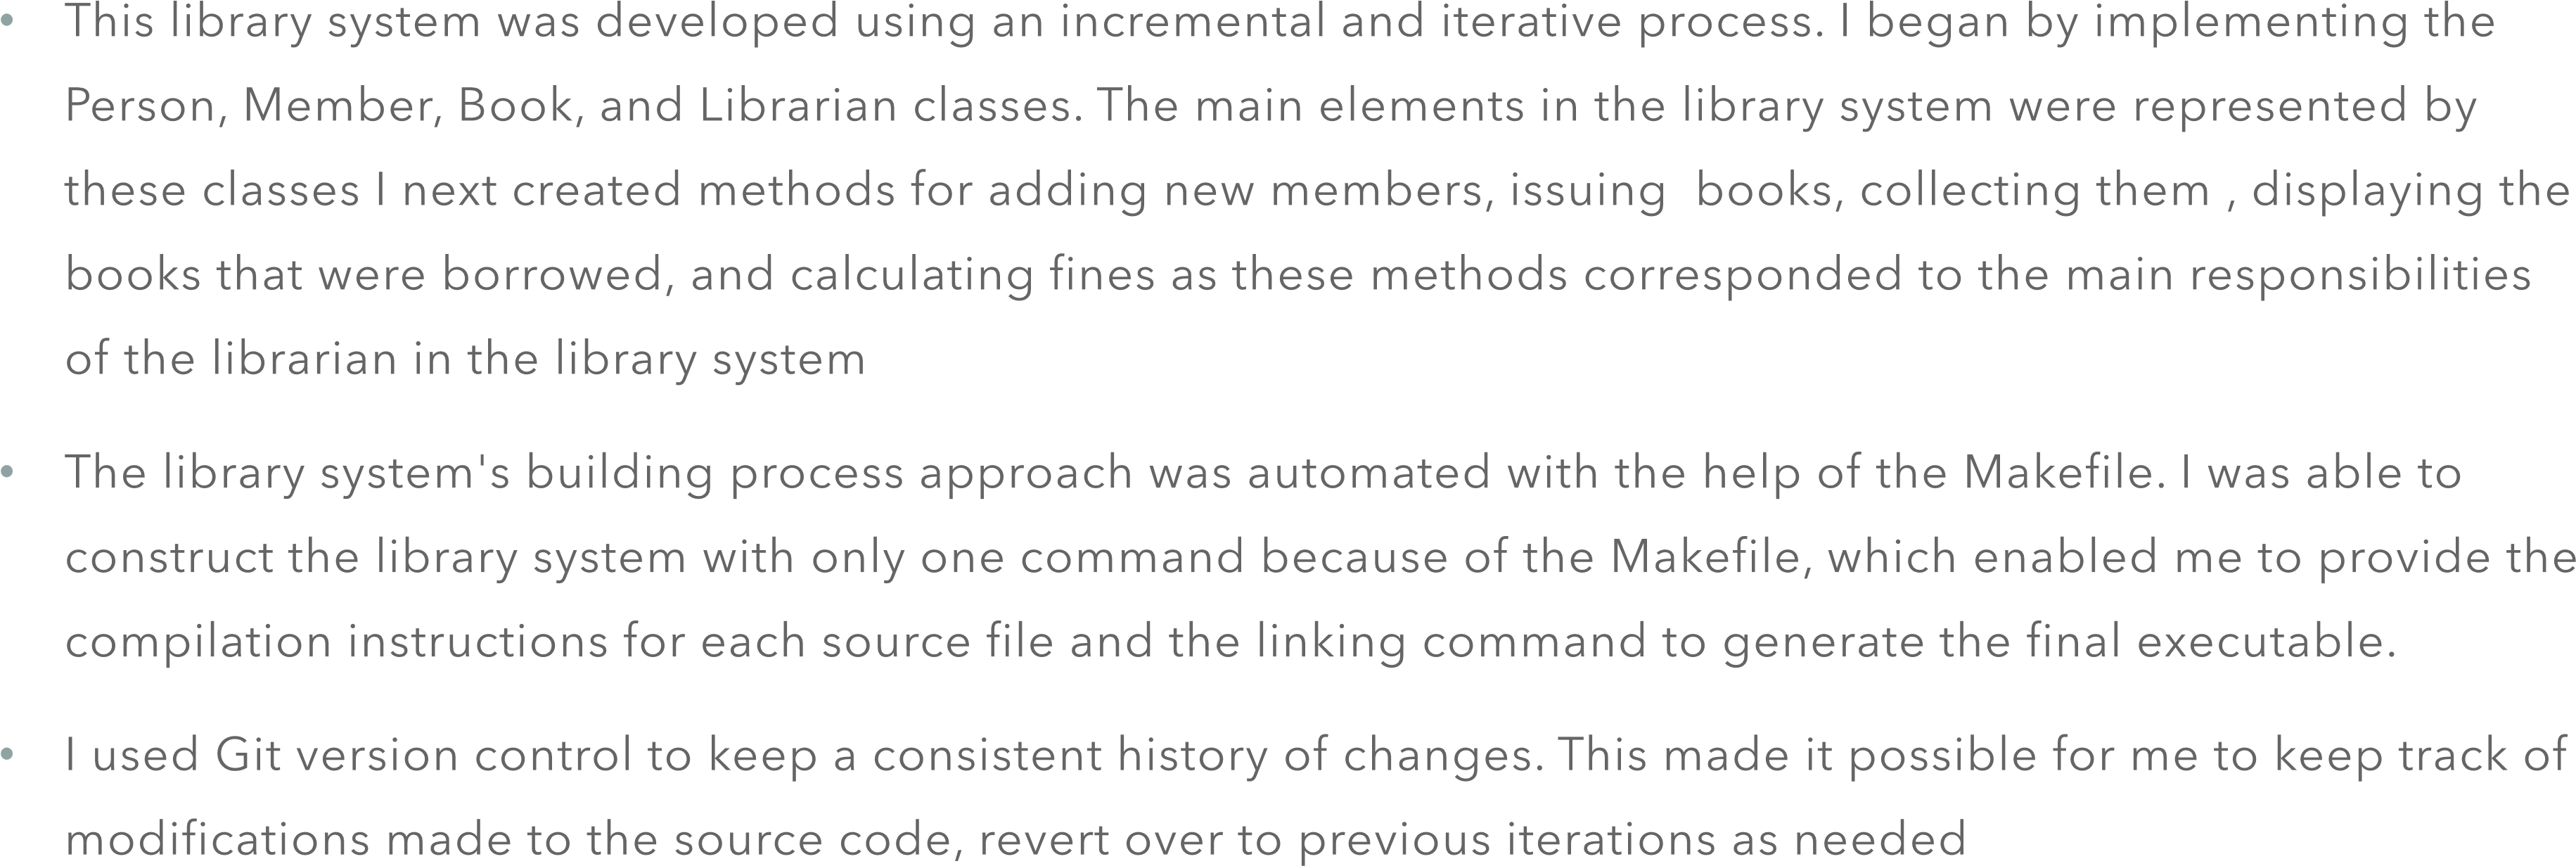 • This library system was developed using an incremental and iterative process. I began by implementing the
Person, Member, Book, and Librarian classes. The main elements in the library system were represented by
these classes I next created methods for adding new members, issuing  books, collecting them , displaying the
books that were borrowed, and calculating fines as these methods corresponded to the main responsibilities
of the librarian in the library system
• The library system's building process approach was automated with the help of the Makefile. I was able to
construct the library system with only one command because of the Makefile, which enabled me to provide the
compilation instructions for each source file and the linking command to generate the final executable.
• I used Git version control to keep a consistent history of changes. This made it possible for me to keep track of
modifications made to the source code, revert over to previous iterations as needed